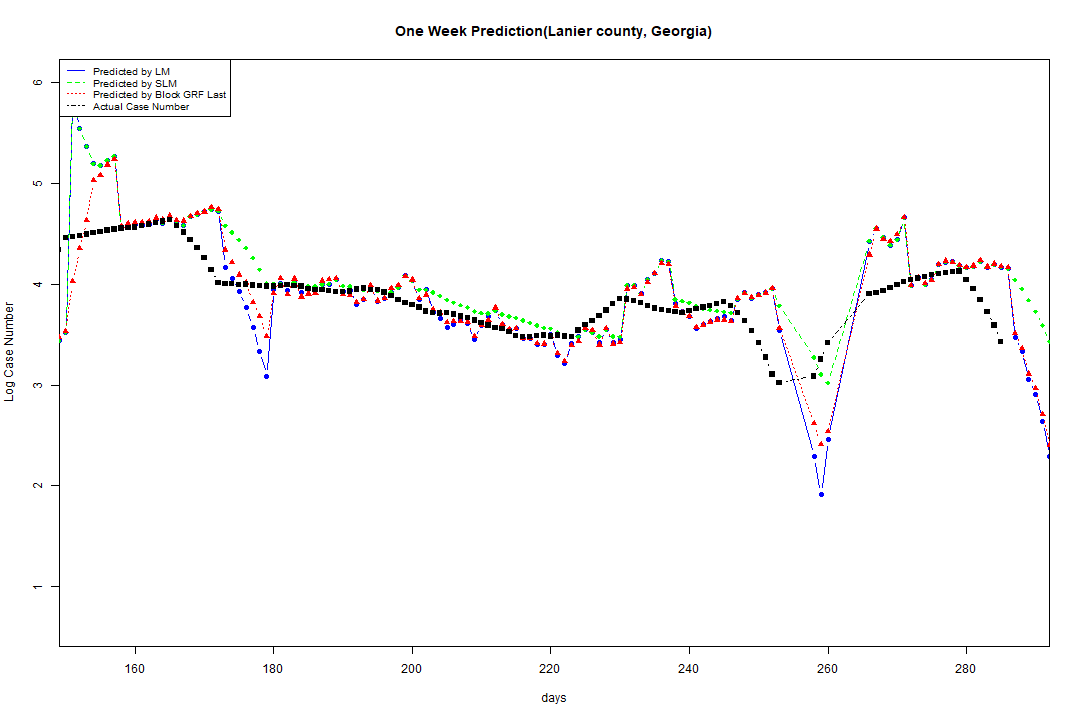 One Week Prediction(Lanier county, Georgia)
Predicted by LM
Predicted by SLM
Predicted by Block GRF Last
Actual Case Number
6
5
4
3
2
1
Log Case Number
160 180 200 220 240 260 280
days